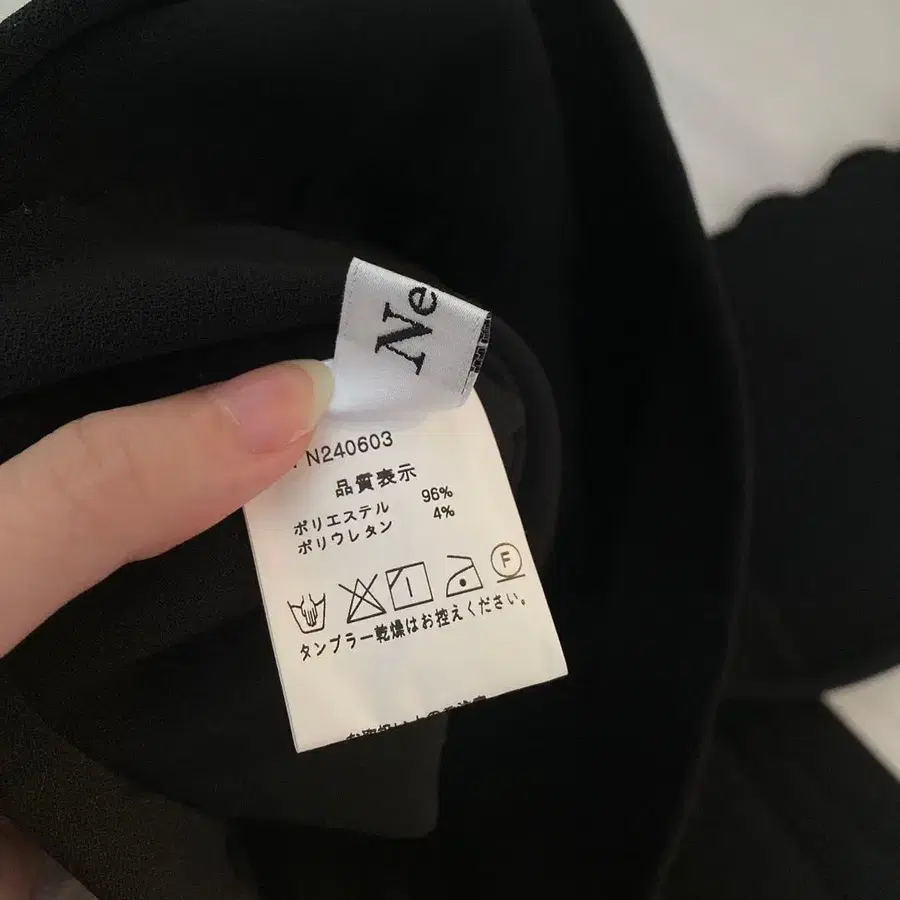 Ne
N240603
品質表示
ポリエステル 96%
ポリウレタン 4%
F
タンブラー乾燥はお控えください。